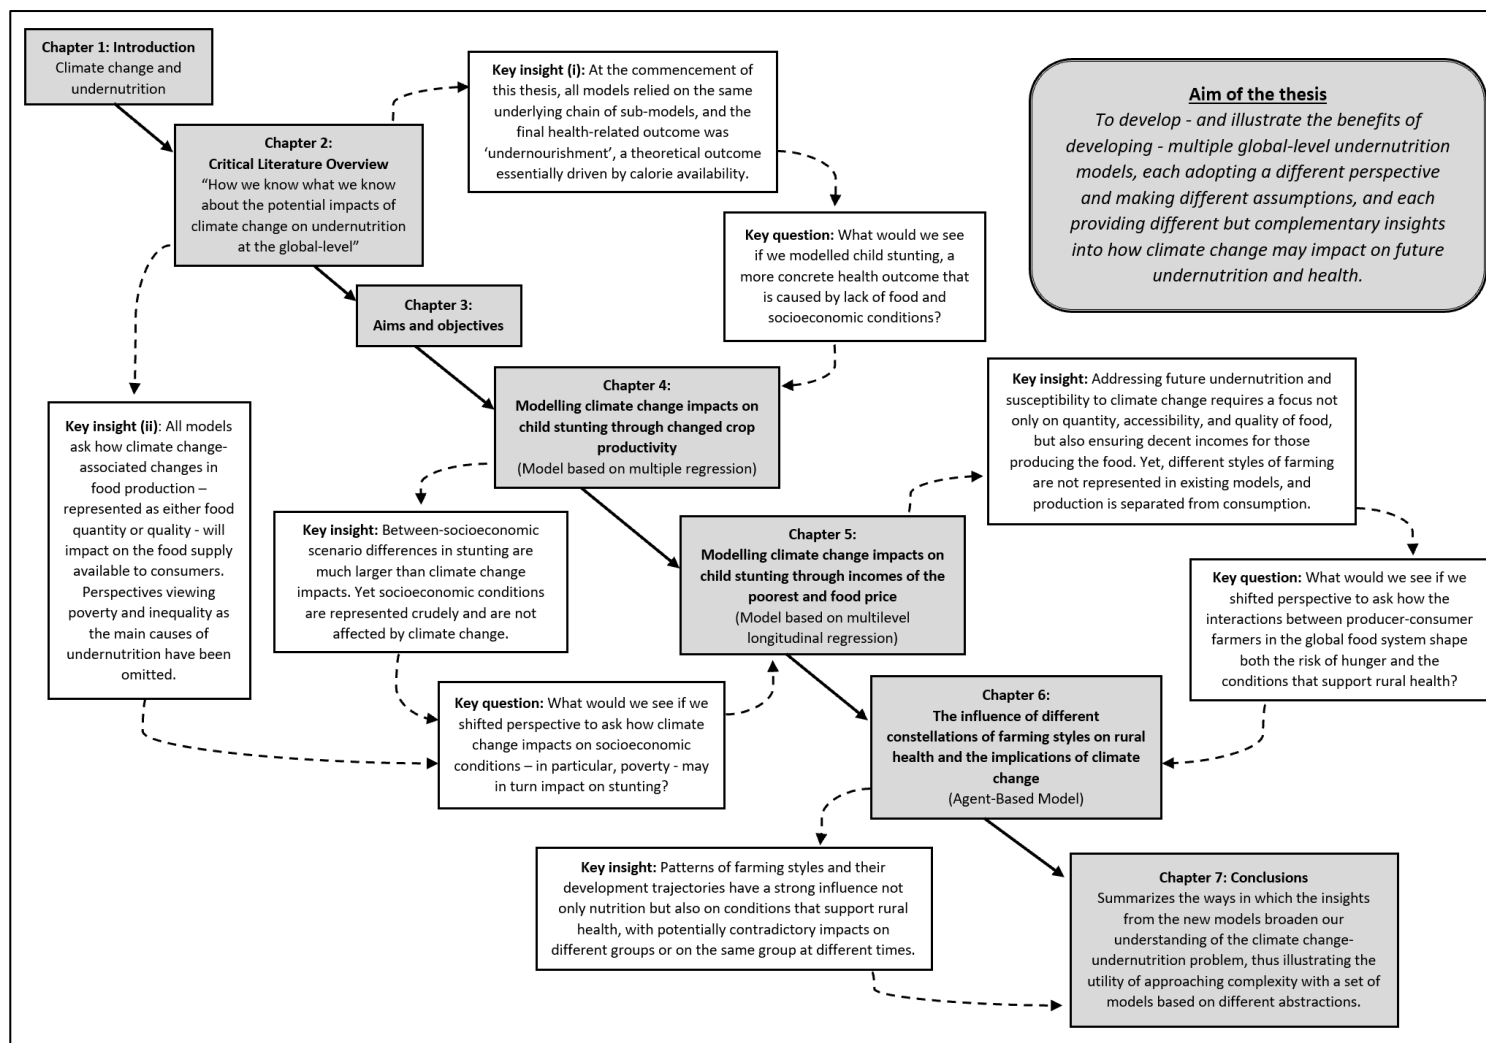 Chapter 1: Introduction
Climate change and
undernutrition
Chapter 2:
Critical Literature Overview
“How we know what we know
about the potential impacts of
climate change on undernutrition
at the global-level”
Key insight (i): At the commencement of
this thesis, all models relied on the same
underlying chain of sub-models, and the
final health-related outcome was
‘undernourishment’, a theoretical outcome
essentially driven by calorie availability.
Aim of the thesis
To develop - and illustrate the benefits of
developing - multiple global-level undernutrition
models, each adopting a different perspective
and making different assumptions, and each
providing different but complementary insights
into how climate change may impact on future
undernutrition and health.
Key question: What would we see
if we modelled child stunting, a
more concrete health outcome that
is caused by lack of food and
socioeconomic conditions?
Chapter 3:
Aims and objectives
Chapter 4:
Modelling climate change impacts on
child stunting through changed crop
productivity
(Model based on multiple regression)
Key insight (ii): All models
ask how climate change-
associated changes in
food production –
represented as either food
quantity or quality - will
impact on the food supply
available to consumers.
Perspectives viewing
poverty and inequality as
the main causes of
undernutrition have been
omitted.
Key insight: Between-socioeconomic
scenario differences in stunting are
much larger than climate change
impacts. Yet socioeconomic conditions
are represented crudely and are not
affected by climate change.
Key question: What would we see if we
shifted perspective to ask how climate
change impacts on socioeconomic
conditions – in particular, poverty - may
in turn impact on stunting?
Chapter 5:
Modelling climate change impacts on
child stunting through incomes of the
poorest and food price
(Model based on multilevel
longitudinal regression)
Key insight: Addressing future undernutrition and
susceptibility to climate change requires a focus not
only on quantity, accessibility, and quality of food,
but also ensuring decent incomes for those
producing the food. Yet, different styles of farming
are not represented in existing models, and
production is separated from consumption.
Key question: What would we see if we
shifted perspective to ask how the
interactions between producer-consumer
farmers in the global food system shape
both the risk of hunger and the
conditions that support rural health?
Chapter 6:
The influence of different
constellations of farming styles on rural
health and the implications of climate
change
(Agent-Based Model)
Key insight: Patterns of farming styles and their
development trajectories have a strong influence not
only nutrition but also on conditions that support rural
health, with potentially contradictory impacts on
different groups or on the same group at different times.
Chapter 7: Conclusions
Summarizes the ways in which the insights
from the new models broaden our
understanding of the climate change-
undernutrition problem, thus illustrating the
utility of approaching complexity with a set of
models based on different abstractions.